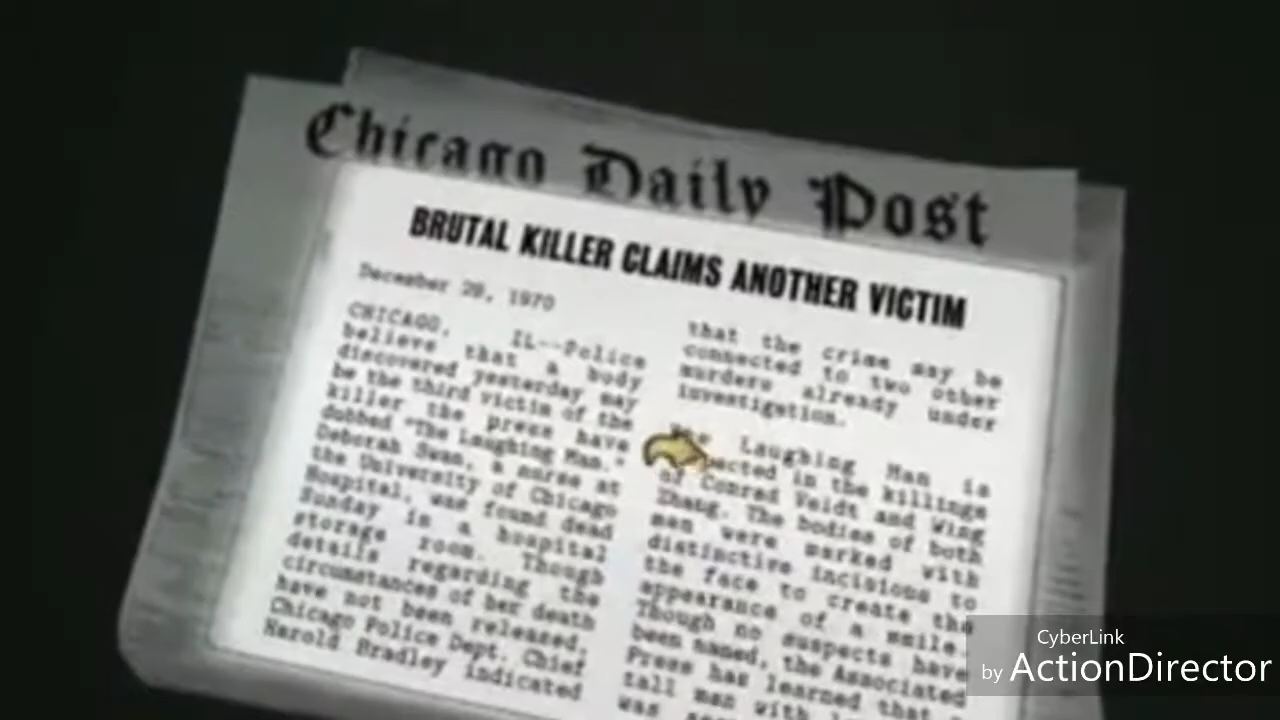 Chicago Daily Post
BRUTAL KILLER CLAIMS ANOTHER VICTIM
December 29, 1970
CHICAGO, IL--Police
believe that a body
discovered yesterday may
be the third victim of the
killer the press have
dubbed "The Laughing Man."
Deborah Swan, a nurse at
the University of Chicago
Hospital, was found dead
Sunday in a hospital
storage room. Though
details regarding the
circumstances of her death
have not been released,
Chicago Police Dept. Chief
Harold Bradley indicated
that the crime may be
connected to two other
murders already under
investigation.
Laughing Man is
in the killings
of Conrad Veidt and Wing
Zhang. The bodies of both
men were marked with
distinctive incisions to
the face to create the
appearance of a smile.
Though no suspects have
been named, the Associated
Press has learned that
tall man with
was
CyberLink
by ActionDirector